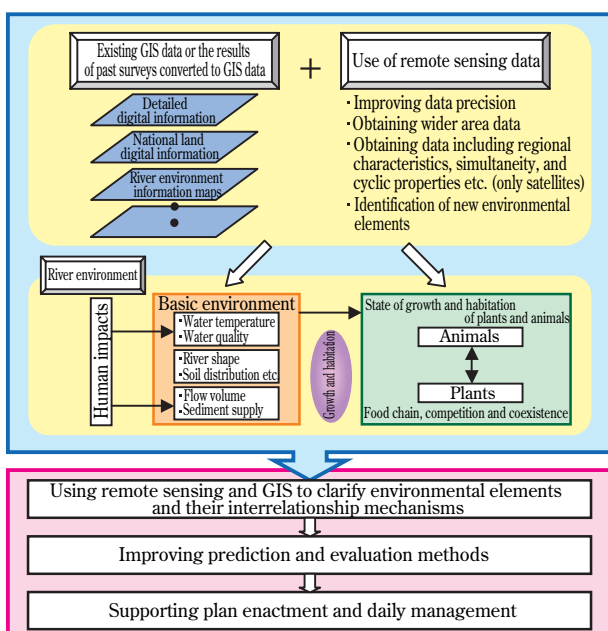 Existing GIS data or the results
of past surveys converted to GIS data
+
Use of remote sensing data
Detailed
digital information
National land
digital information
River environment
information maps
・Improving data precision
・Obtaining wider area data
・Obtaining data including regional
characteristics, simultaneity, and
cyclic properties etc. (only satellites)
・Identification of new environmental
elements
River environment
Human impacts
Basic environment
・Water temperature
・Water quality
・River shape
・Soil distribution etc.
・Flow volume
・Sediment supply
Growth and habitation
State of growth and habitation
of plants and animals
Animals
Plants
Food chain, competition and coexistence
Using remote sensing and GIS to clarify environmental elements
and their interrelationship mechanisms
Improving prediction and evaluation methods
Supporting plan enactment and daily management